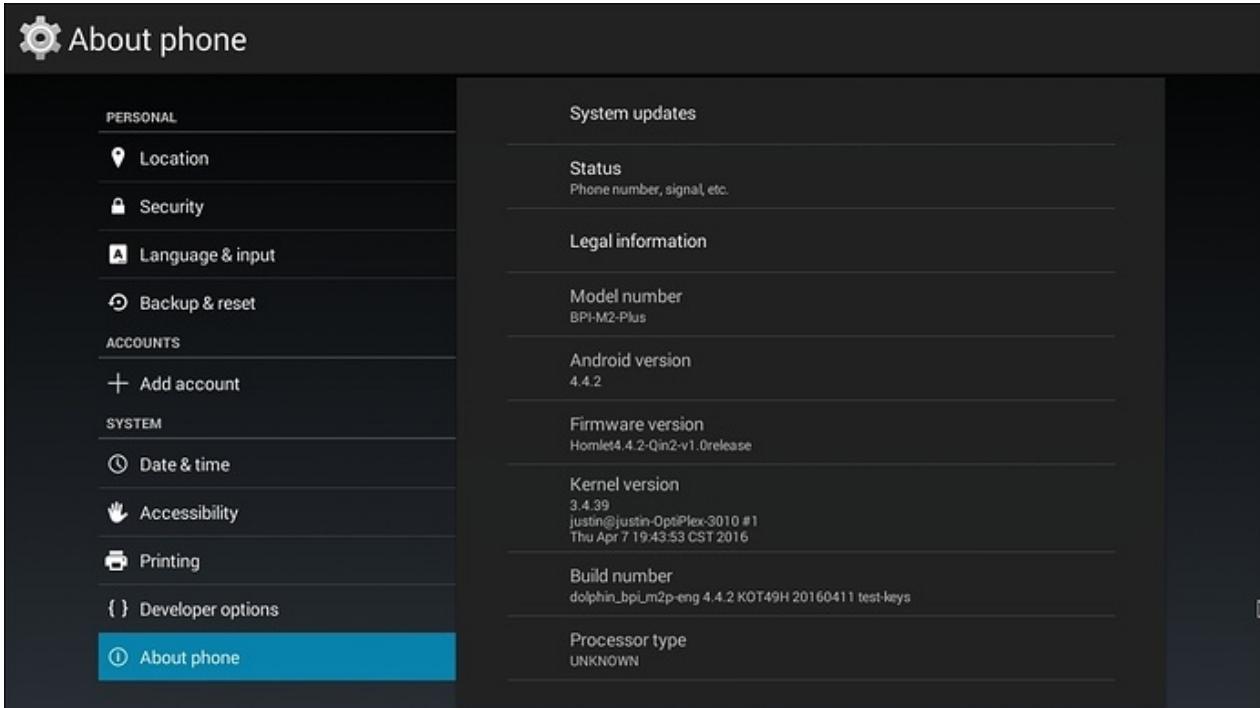 About phone
PERSONAL
Location
Security
Language & input
Backup & reset
ACCOUNTS
Add account
SYSTEM
Date & time
Accessibility
Printing
{ } Developer options
About phone
System updates
Status
Phone number, signal, etc.
Legal information
Model number
BPI-M2-Plus
Android version
4.4.2
Firmware version
Homlet4.4.2-Qin2-v1.0release
Kernel version
3.4.39
justin@justin-OptiPlex-3010 #1
Thu Apr 7 19:43:53 CST 2016
Build number
dolphin_bpi_m2p-eng 4.4.2 KOT49H 20160411 test-keys
Processor type
UNKNOWN